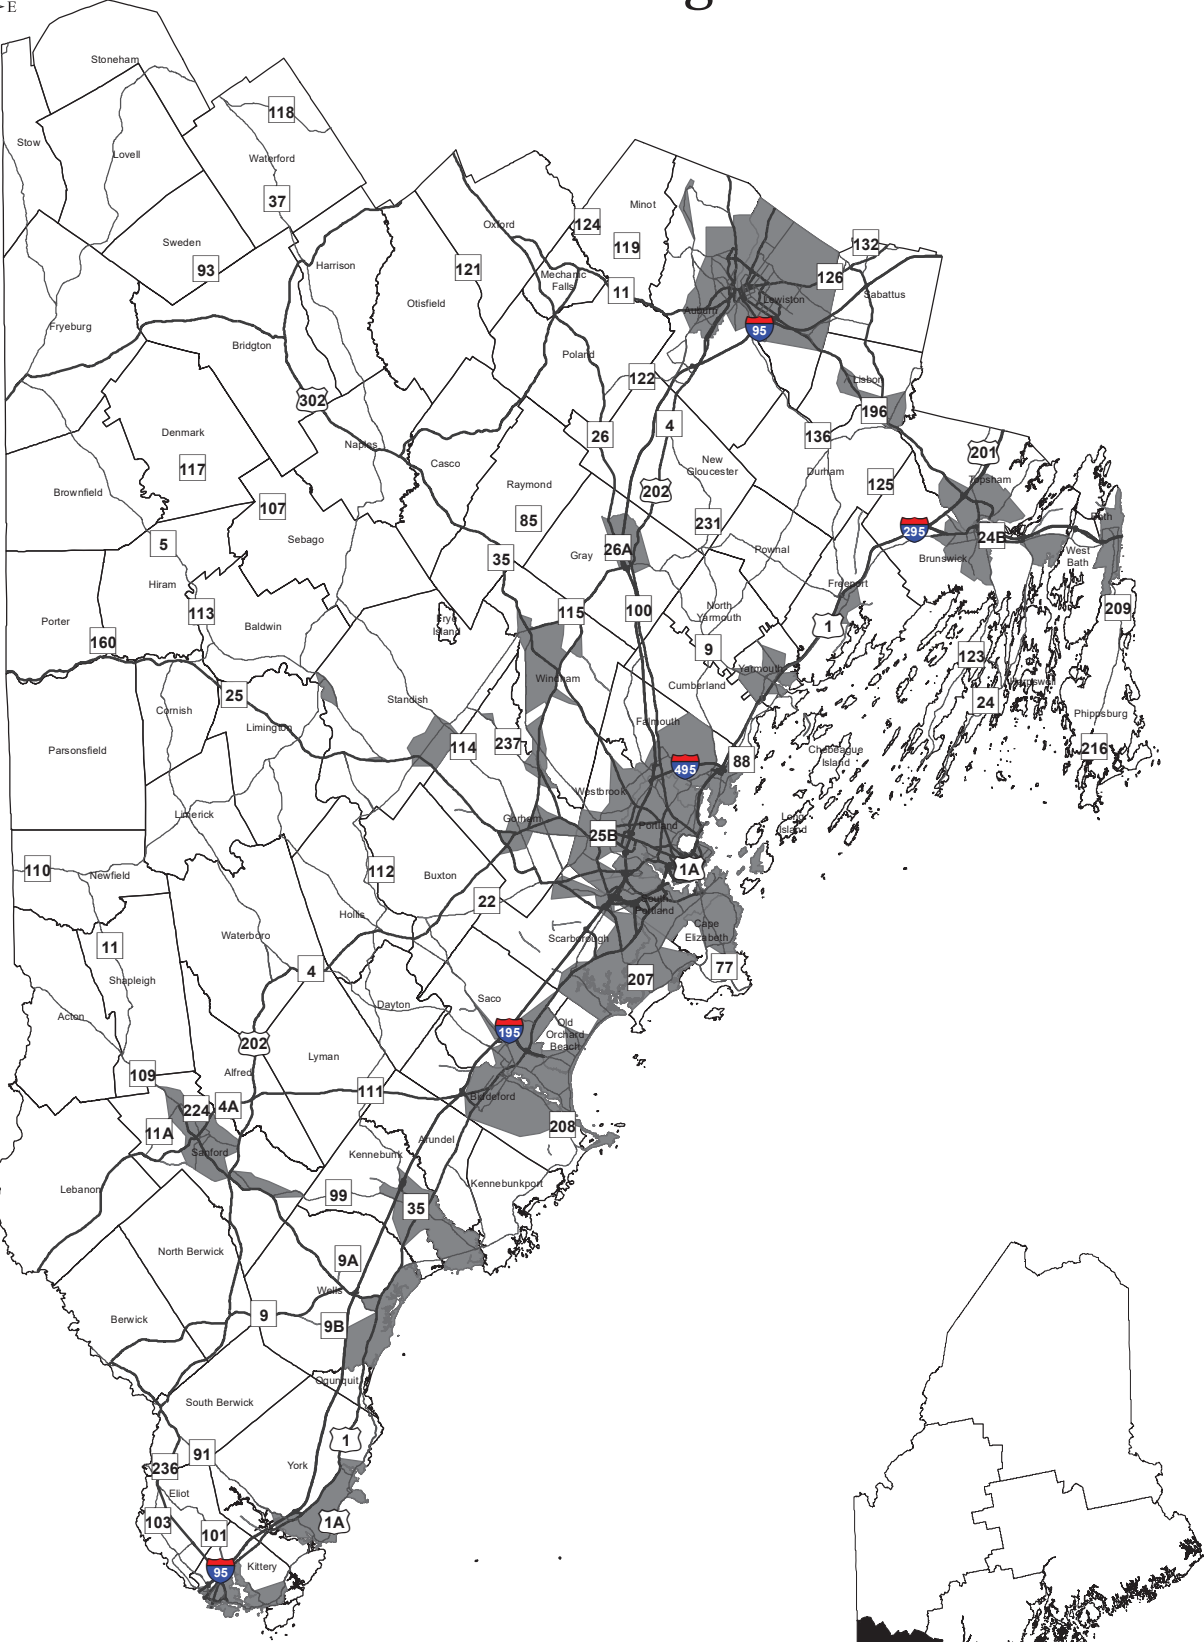 E
g
Stoneham
118
Stow
Lovell
Waterford
37
Minot
124
Oxford
119
Sweden
93
Harrison
121
132
Mechanic
Falls
126
11
Sabattus
Otisfield
Lewiston
Auburn
Fryeburg
95
Bridgton
Poland
122
Lisbon
302
196
4
Denmark
26
136
Naples
201
117
Casco
New
Gloucester
Durham
Topsham
Raymond
125
Brownfield
202
107
85
231
Bath
295
24B
5
Sebago
26A
Pownal
Gray
35
West
Bath
Brunswick
Hiram
Freeport
113
115
100
209
North
Yarmouth
Porter
Baldwin
Frye
Island
1
160
9
123
Yarmouth
Windham
Cumberland
Harpswell
25
Standish
24
Cornish
Phippsburg
Limington
Falmouth
237
114
216
Parsonsfield
88
Chebeague
Island
495
Westbrook
Limerick
Gorham
Portland
Long
Island
25B
110
112
1A
Newfield
Buxton
22
South
Portland
Hollis
Cape
Elizabeth
Waterboro
Scarborough
11
4
77
Shapleigh
207
Saco
Dayton
Acton
Old
Orchard
Beach
195
202
Lyman
Alfred
109
111
Biddeford
224
4A
11A
208
Arundel
Sanford
Kennebunk
Kennebunkport
Lebanon
99
35
North Berwick
9A
Wells
9
Berwick
9B
Ogunquit
South Berwick
1
91
236
York
Eliot
103
1A
101
95
Kittery